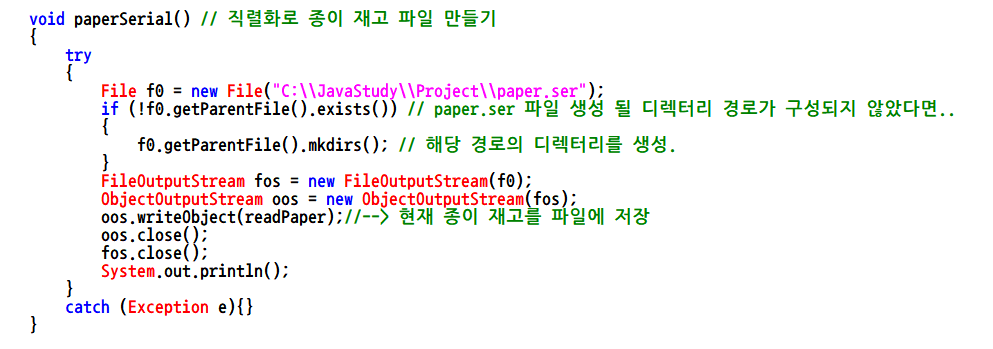 void paperSerial() // 직렬화로 종이 재고 파일 만들기
{
try
{
File f0 = new File("C:\\JavaStudy\\Project\\paper.ser");
if (!f0.getParentFile().exists()) // paper.ser 파일 생성 될 디렉터리 경로가 구성되지 않았다면..
{
f0.getParentFile().mkdirs(); // 해당 경로의 디렉터리를 생성.
}
FileOutputStream fos = new FileOutputStream(f0);
ObjectOutputStream oos = new ObjectOutputStream(fos);
oos.writeObject(readPaper);//--> 현재 종이 재고를 파일에 저장
oos.close();
fos.close();
System.out.println();
}
catch (Exception e){}
}